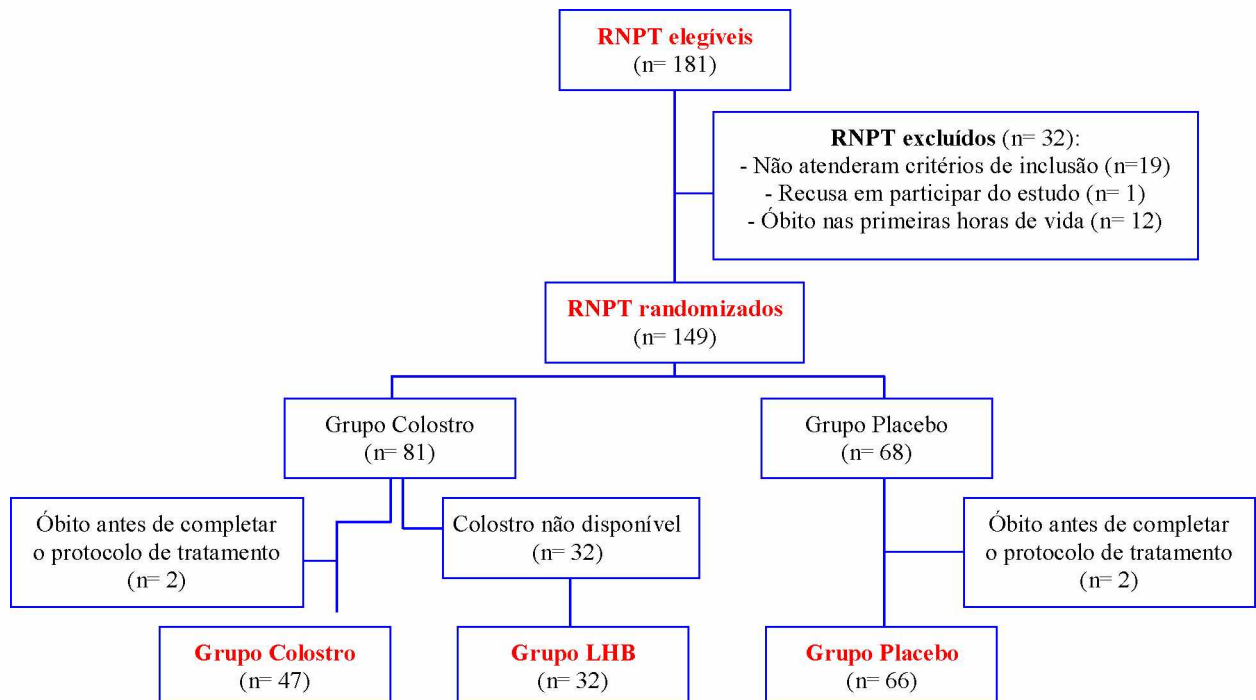 RNPT elegíveis
(n= 181)
RNPT excluídos (n= 32):
- Não atenderam critérios de inclusão (n=19)
- Recusa em participar do estudo (n= 1)
- Óbito nas primeiras horas de vida (n= 12)
RNPT randomizados
(n= 149)
Grupo Colostro
(n= 81)
Grupo Placebo
(n= 68)
Óbito antes de completar
o protocolo de tratamento
(n= 2)
Colostro não disponível
(n= 32)
Óbito antes de completar
o protocolo de tratamento
(n= 2)
Grupo Colostro
(n= 47)
Grupo LHB
(n= 32)
Grupo Placebo
(n= 66)